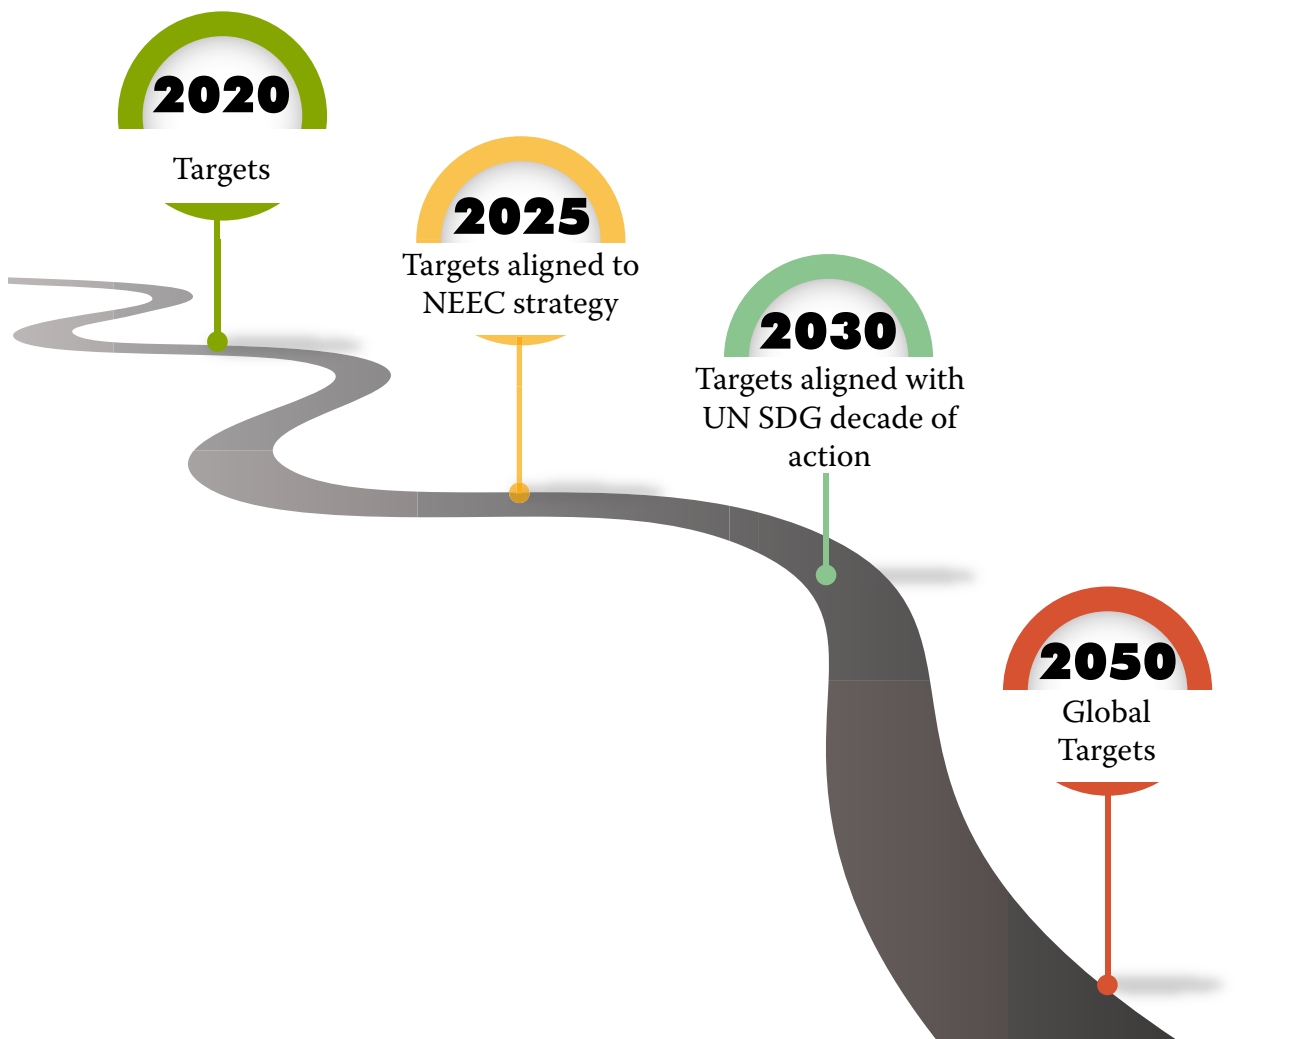 2020
Targets
2025
Targets aligned to
NEEC strategy
2030
Targets aligned with
UN SDG decade of
action
2050
Global
Targets